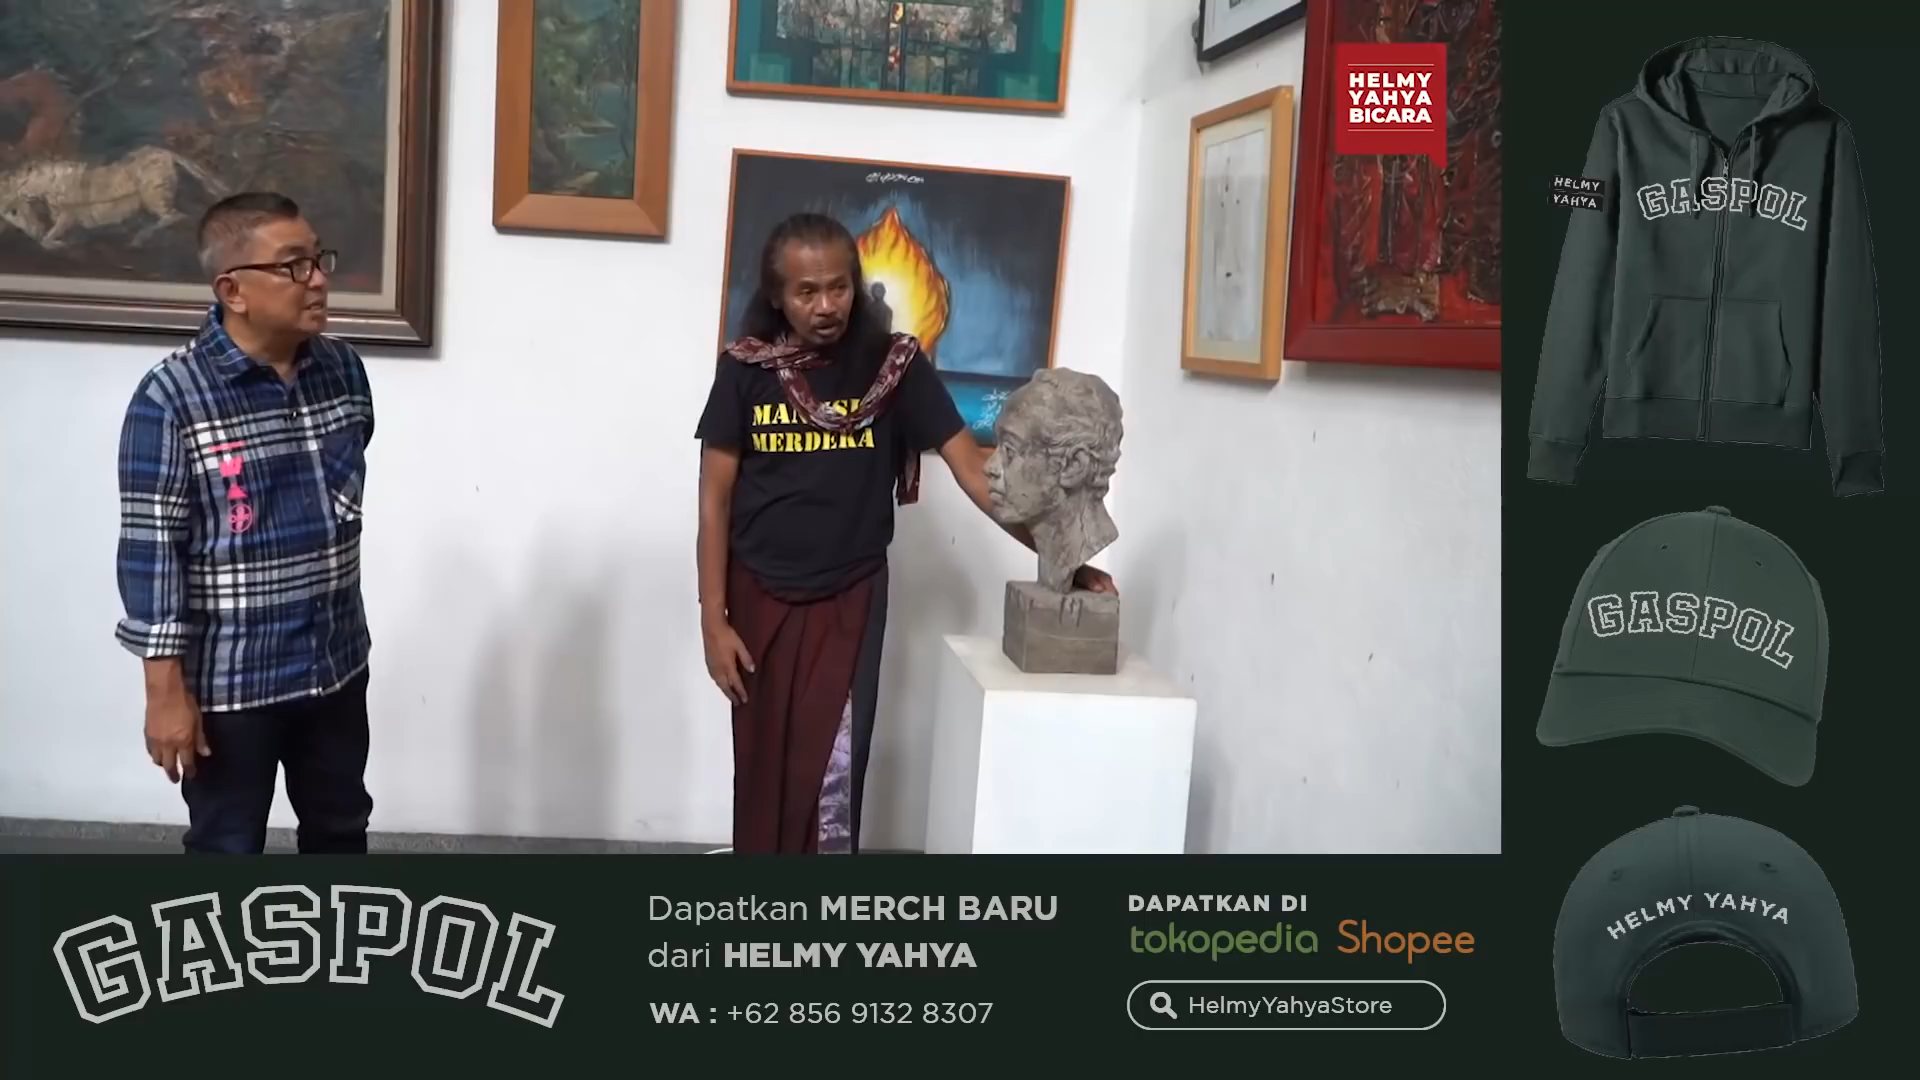 HELMY
YAHYA
BICARA
MERDEKA
HELMY
YAHYA
GASPOL
GASPOL
HELMY YAHYA
GASPOL
Dapatkan MERCH BARU
dari HELMY YAHYA
WA : +62 856 9132 8307
DAPATKAN DI
tokopedia Shopee
HelmyYahyaStore